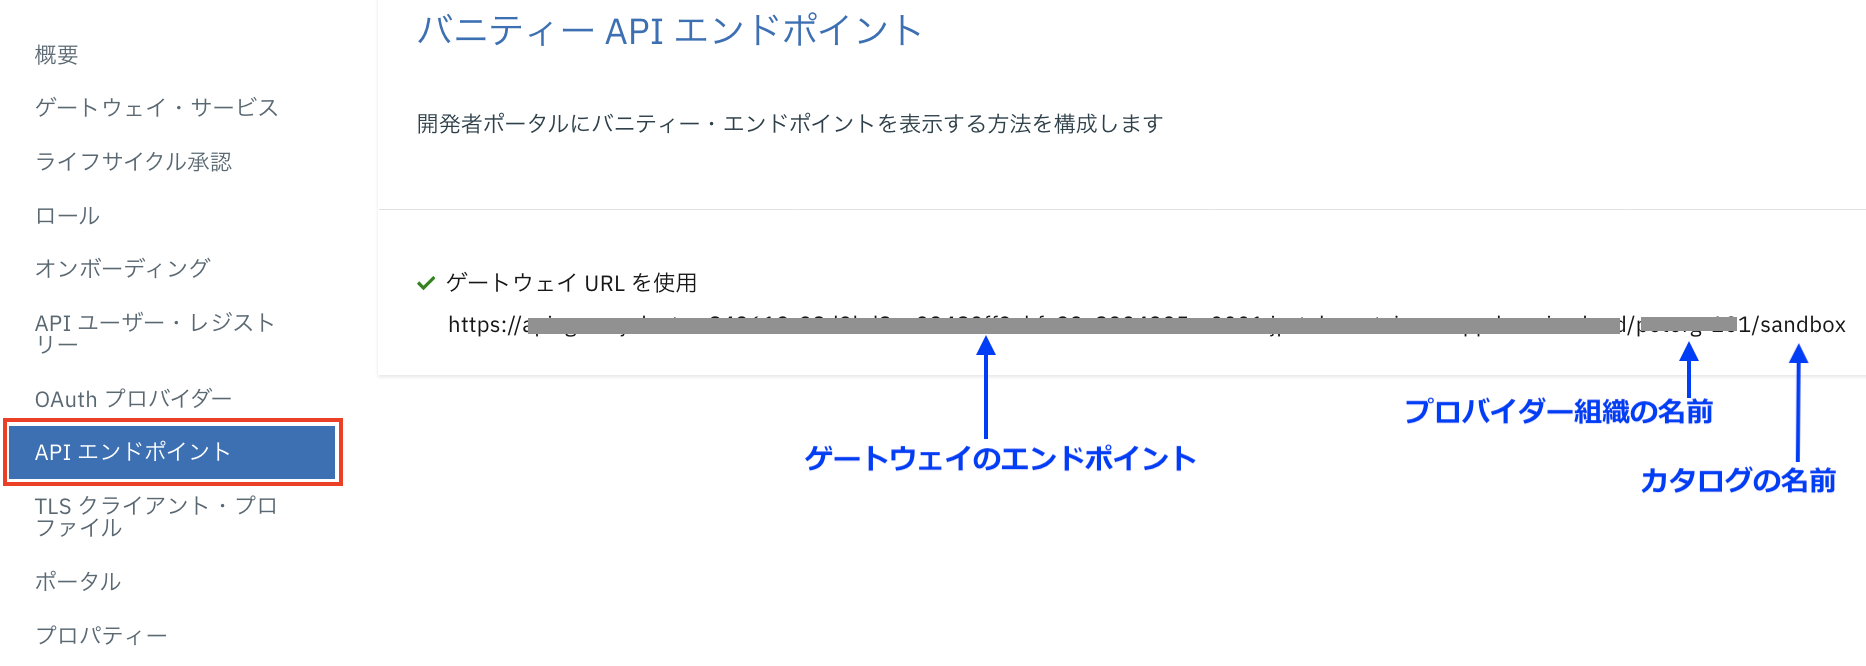 概要
ゲートウェイ・サービス
ライフサイクル承認
ロール
オンボーディング
API ユーザー・レジスト
リー
OAuth プロバイダー
API エンドポイント
TLS クライアント・プロ
ファイル
ポータル
プロパティー
バニティー API エンドポイント
開発者ポータルにバニティー・エンドポイントを表示する方法を構成します
ゲートウェイ URL を使用
https:// /sandbox
ゲートウェイのエンドポイント
プロバイダー組織の名前
カタログの名前